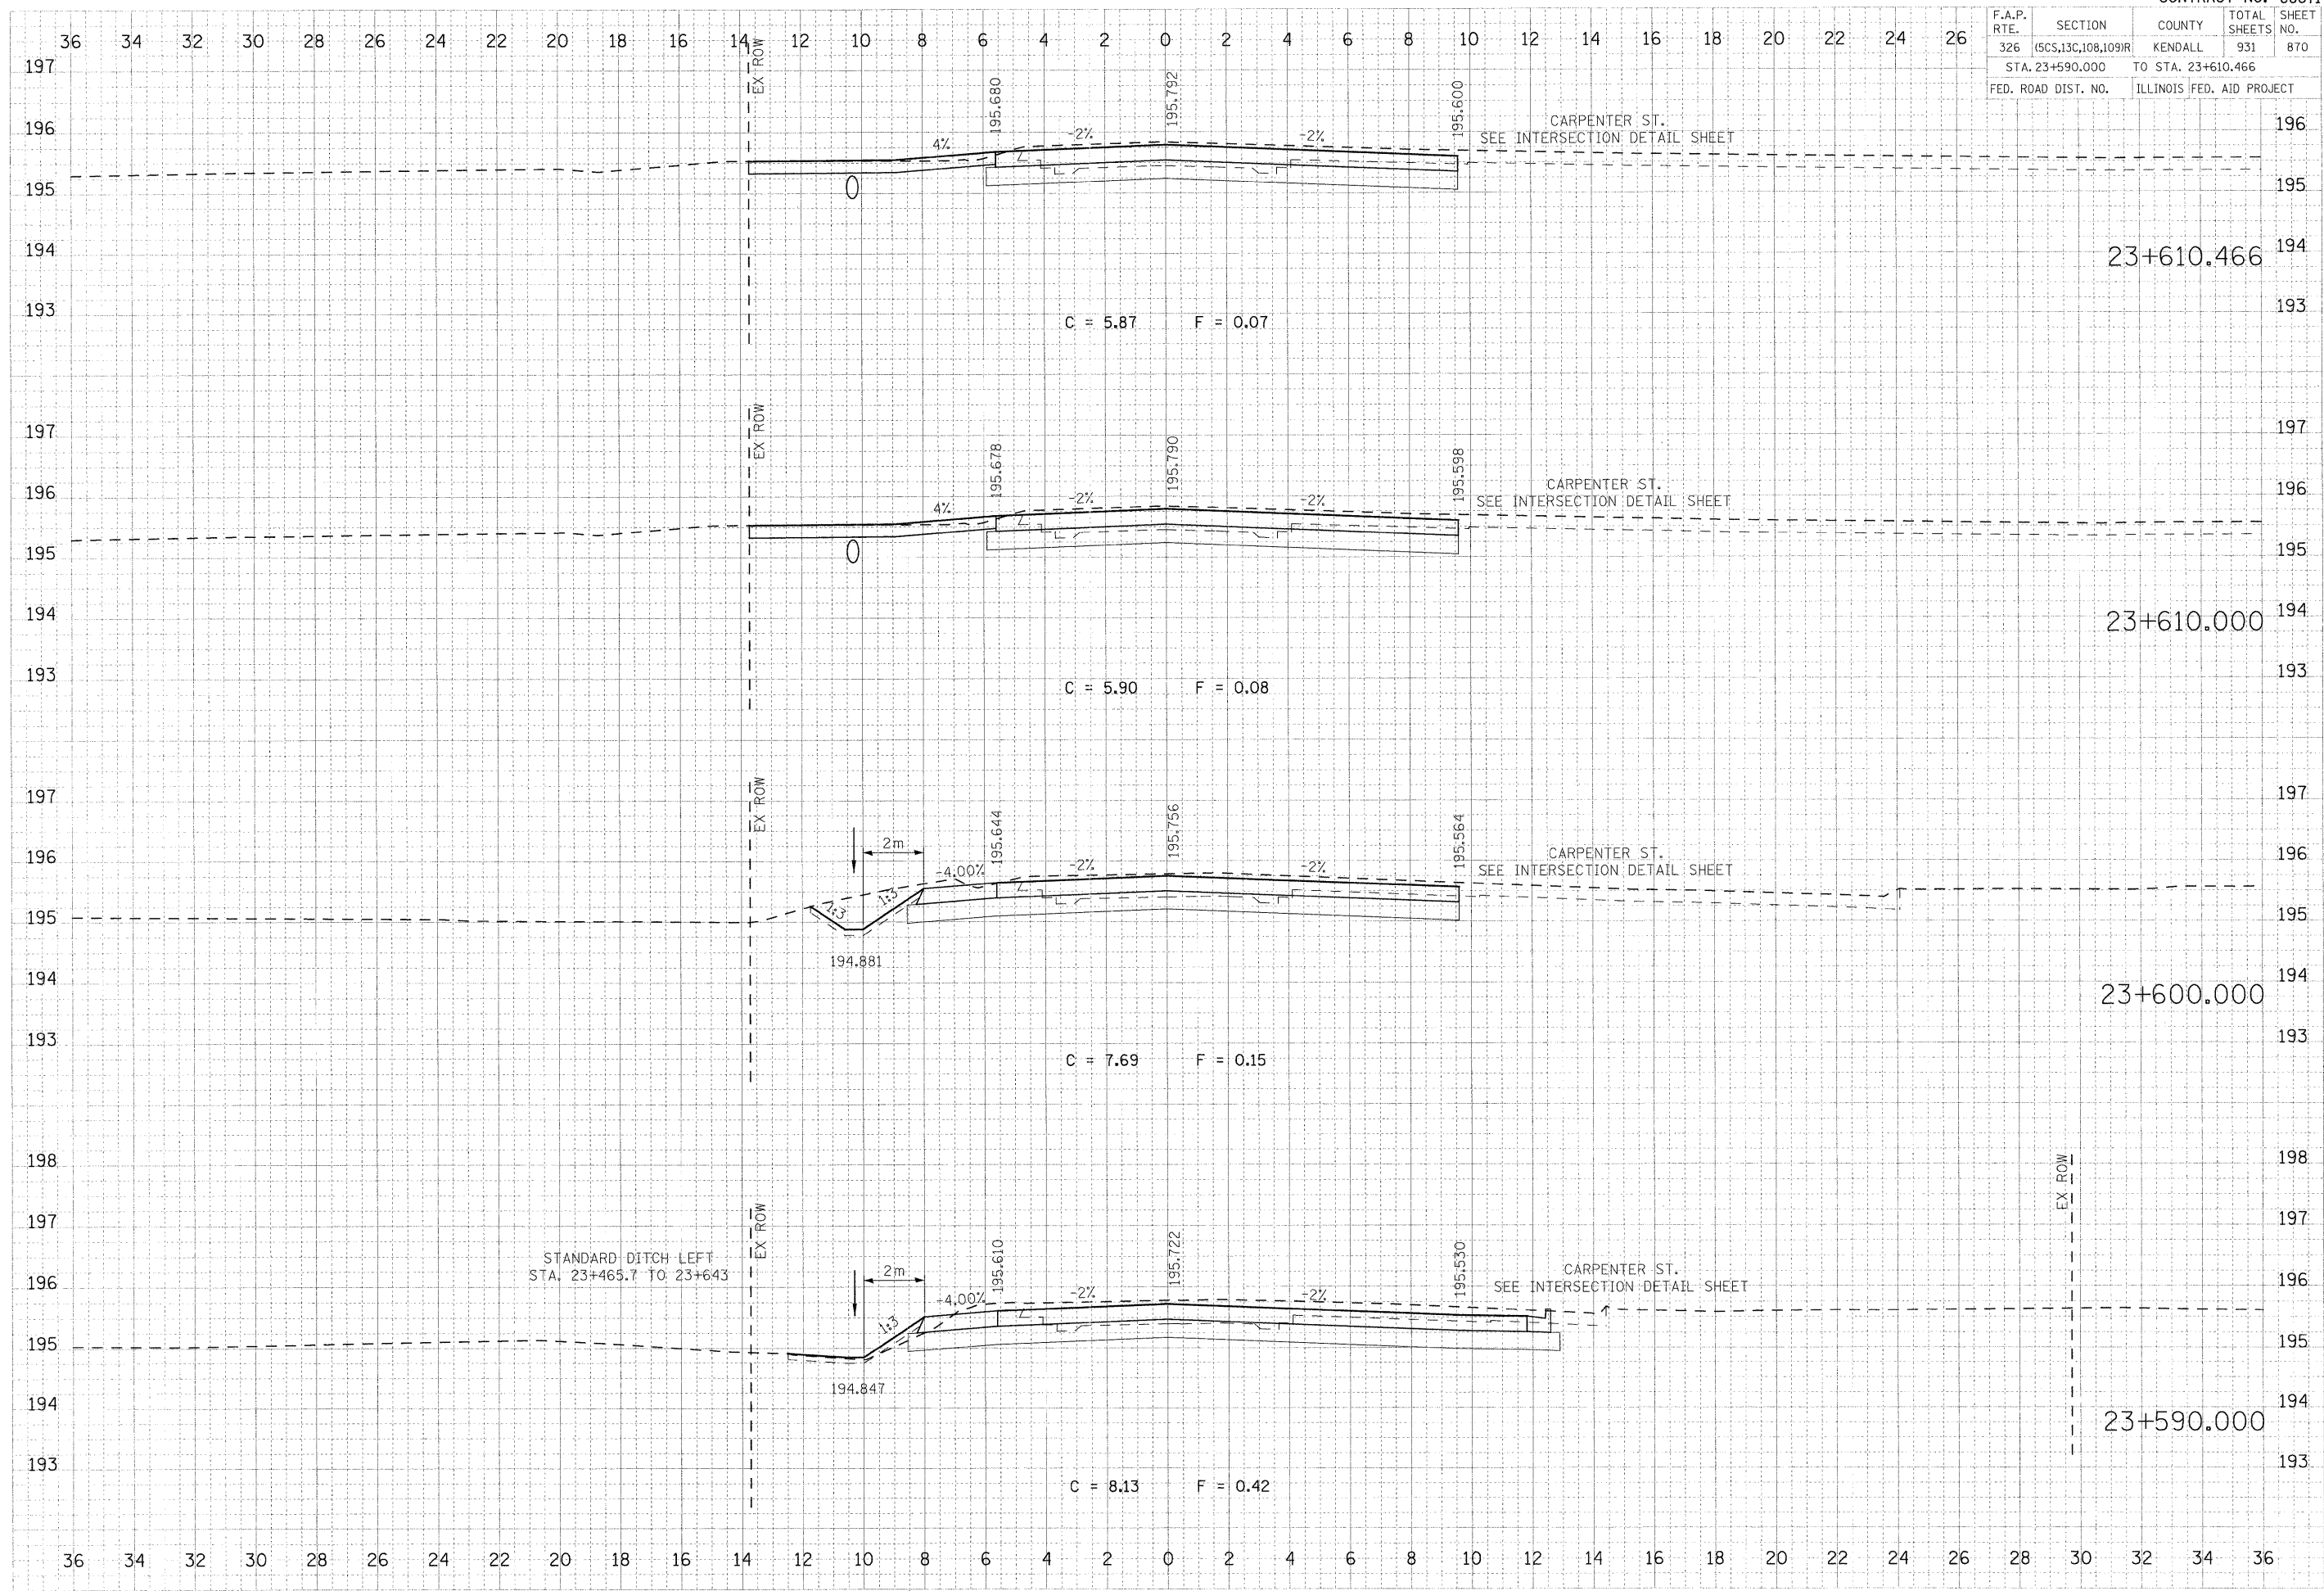 CONTRACT NO.
F.A.P. RTE. SECTION COUNTY TOTAL SHEETS SHEET NO.
326 (5CS,13C,108,109)R KENDALL 931 870
STA. 23+590.000 TO STA. 23+610.466
FED. ROAD DIST. NO. ILLINOIS FED. AID PROJECT
36 34 32 30 28 26 24 22 20 18 16 14 12 10 8 6 4 2 0 2 4 6 8 10 12 14 16 18 20 22 24 26
197
EX ROW
195.680
195.792
195.600
CARPENTER ST.
SEE INTERSECTION DETAIL SHEET
196 4% -2% -2% 196
195 195
194 194
23+610.466
193 193
C = 5.87 F = 0.07
197 197
EX ROW
195.678
195.790
195.598
CARPENTER ST.
SEE INTERSECTION DETAIL SHEET
196 4% -2% -2% 196
195 195
194 194
23+610.000
193 193
C = 5.90 F = 0.08
197 197
EX ROW
195.644
195.756
195.564
2m
CARPENTER ST.
SEE INTERSECTION DETAIL SHEET
196 -4.00% -2% -2% 196
1:3 1:3
195 195
194.881
194 194
23+600.000
193 193
C = 7.69 F = 0.15
198 198
EX ROW
197 197
EX ROW
195.610
195.722
195.530
STANDARD DITCH LEFT
STA. 23+465.7 TO 23+643
2m
CARPENTER ST.
SEE INTERSECTION DETAIL SHEET
196 -4.00% -2% -2% 196
1:3
195 195
194.847
194 194
23+590.000
193 193
C = 8.13 F = 0.42
36 34 32 30 28 26 24 22 20 18 16 14 12 10 8 6 4 2 0 2 4 6 8 10 12 14 16 18 20 22 24 26 28 30 32 34 36